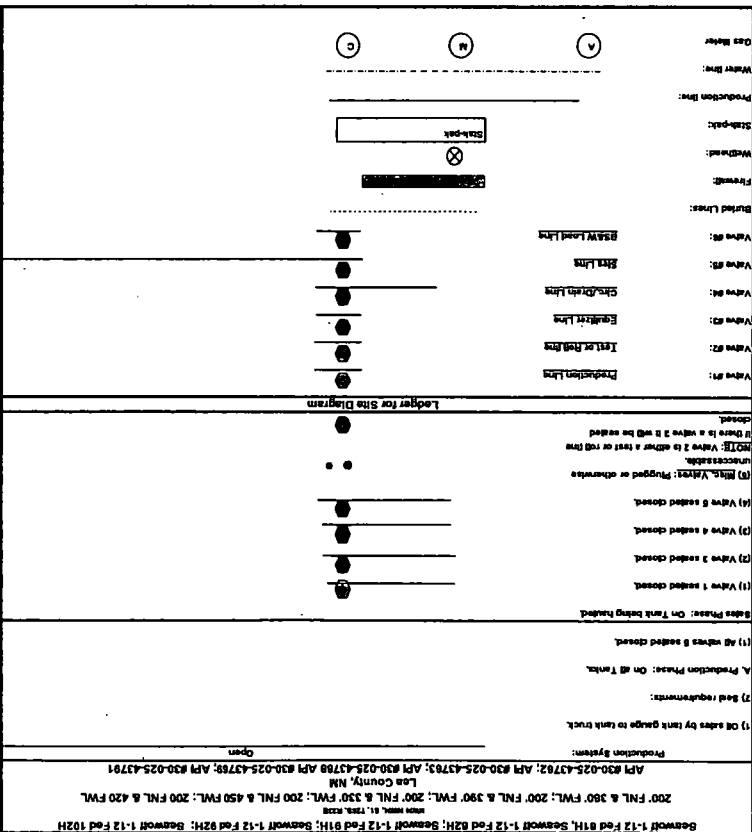 Seawolf 1-12 Fed 81H, Seawolf 1-12 Fed 82H; Seawolf 1-12 Fed 91H; Seawolf 1-12 Fed 92H; Seawolf 1-12 Fed 102H
200' FNL & 360' FWL; 200' FNL & 390' FWL; 200' FNL & 330' FWL; 200 FNL & 450 FWL; 200 FNL & 420 FWL
Lea County, NM
API #30-025-43762; API #30-025-43763; API #30-025-43768 API #30-025-43769; API #30-025-43791
Production System: Open
1) Oil sales by tank gauge to tank truck.
2) Seal requirements:
A. Production Phase: On all Tanks.
(1) All valves 5 sealed closed.
Sales Phase: On Tank being hauled.
(1) Valve 1 sealed closed.
(2) Valve 3 sealed closed.
(3) Valve 4 sealed closed.
(4) Valve 5 sealed closed.
(5) Misc. Valves: Plugged or otherwise
unaccessable.
NOTE: Valve 2 is either a test or roll line
if there is a valve 2 it will be sealed
closed.
Ledger for Site Diagram
Valve #1: Production Line
Valve #2: Test or Roll line
Valve #3: Equalizer Line
Valve #4: Circ./Drain Line
Valve #5: Sles Line
Valve #6: BS&W Load Line
Buried Lines:
Firewall:
Wellhead:
Stak-pak: Stak-pak
Production line:
Water line:
Gas Meter A M C